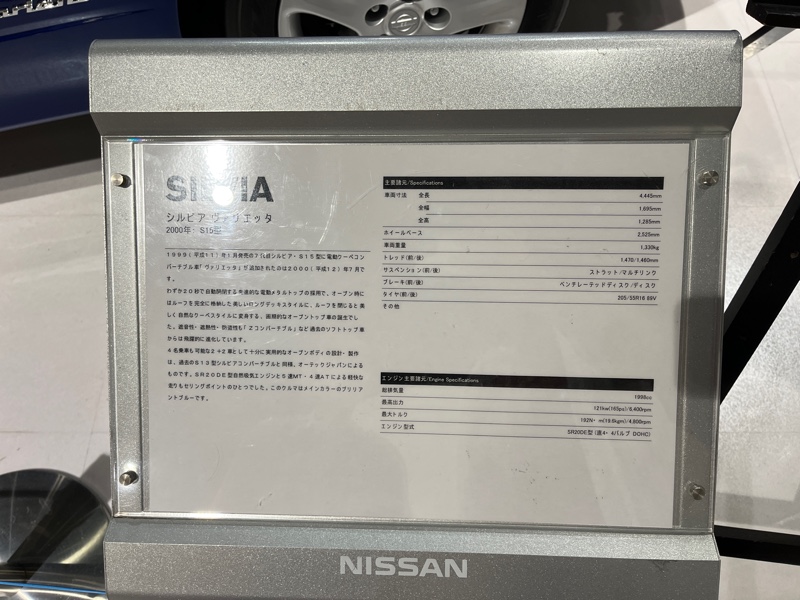 SILVIA
シルビア ヴァリエッタ
2000年 S15型
1999(平成11)年1月発売の7代目シルビア・S15型に電動クーペコン
バーチブル車「ヴァリエッタ」が追加されたのは2000(平成12)年7月で
す。
わずか20秒で自動開閉する先進的な電動メタルトップの採用で、オープン時に
はルーフを完全に格納した美しいロングデッキスタイルに、ルーフを閉じると美
しく自然なクーペスタイルに変身する、画期的なオープントップ車の誕生でし
た。遮音性・遮熱性・防盗性も「Zコンバーチブル」など過去のソフトトップ車
からは飛躍的に進化しています。
4名乗車も可能な2+2車として十分に実用的なオープンボディの設計・製作
は、過去のS13型シルビアコンバーチブルと同様、オーテックジャパンによる
ものです。SR20DE型自然吸気エンジンと5速MT・4速ATによる軽快な
走りもセリングポイントのひとつでした。このクルマはメインカラーのブリリア
ントブルーです。
主要諸元/Specifications
車両寸法 全長 4,445mm
全幅 1,695mm
全高 1,285mm
ホイールベース 2,525mm
車両重量 1,330kg
トレッド(前/後) 1,470/1,460mm
サスペンション(前/後) ストラット/マルチリンク
ブレーキ(前/後) ベンチレーテッドディスク/ディスク
タイヤ(前/後) 205/55R16 89V
その他
エンジン主要諸元/Engine Specifications
総排気量 1998cc
最高出力 121kw(165ps)/6,400rpm
最大トルク 192N・m(19.6kgm)/4,800rpm
エンジン型式 SR20DE型(直4・4バルブ DOHC)
NISSAN